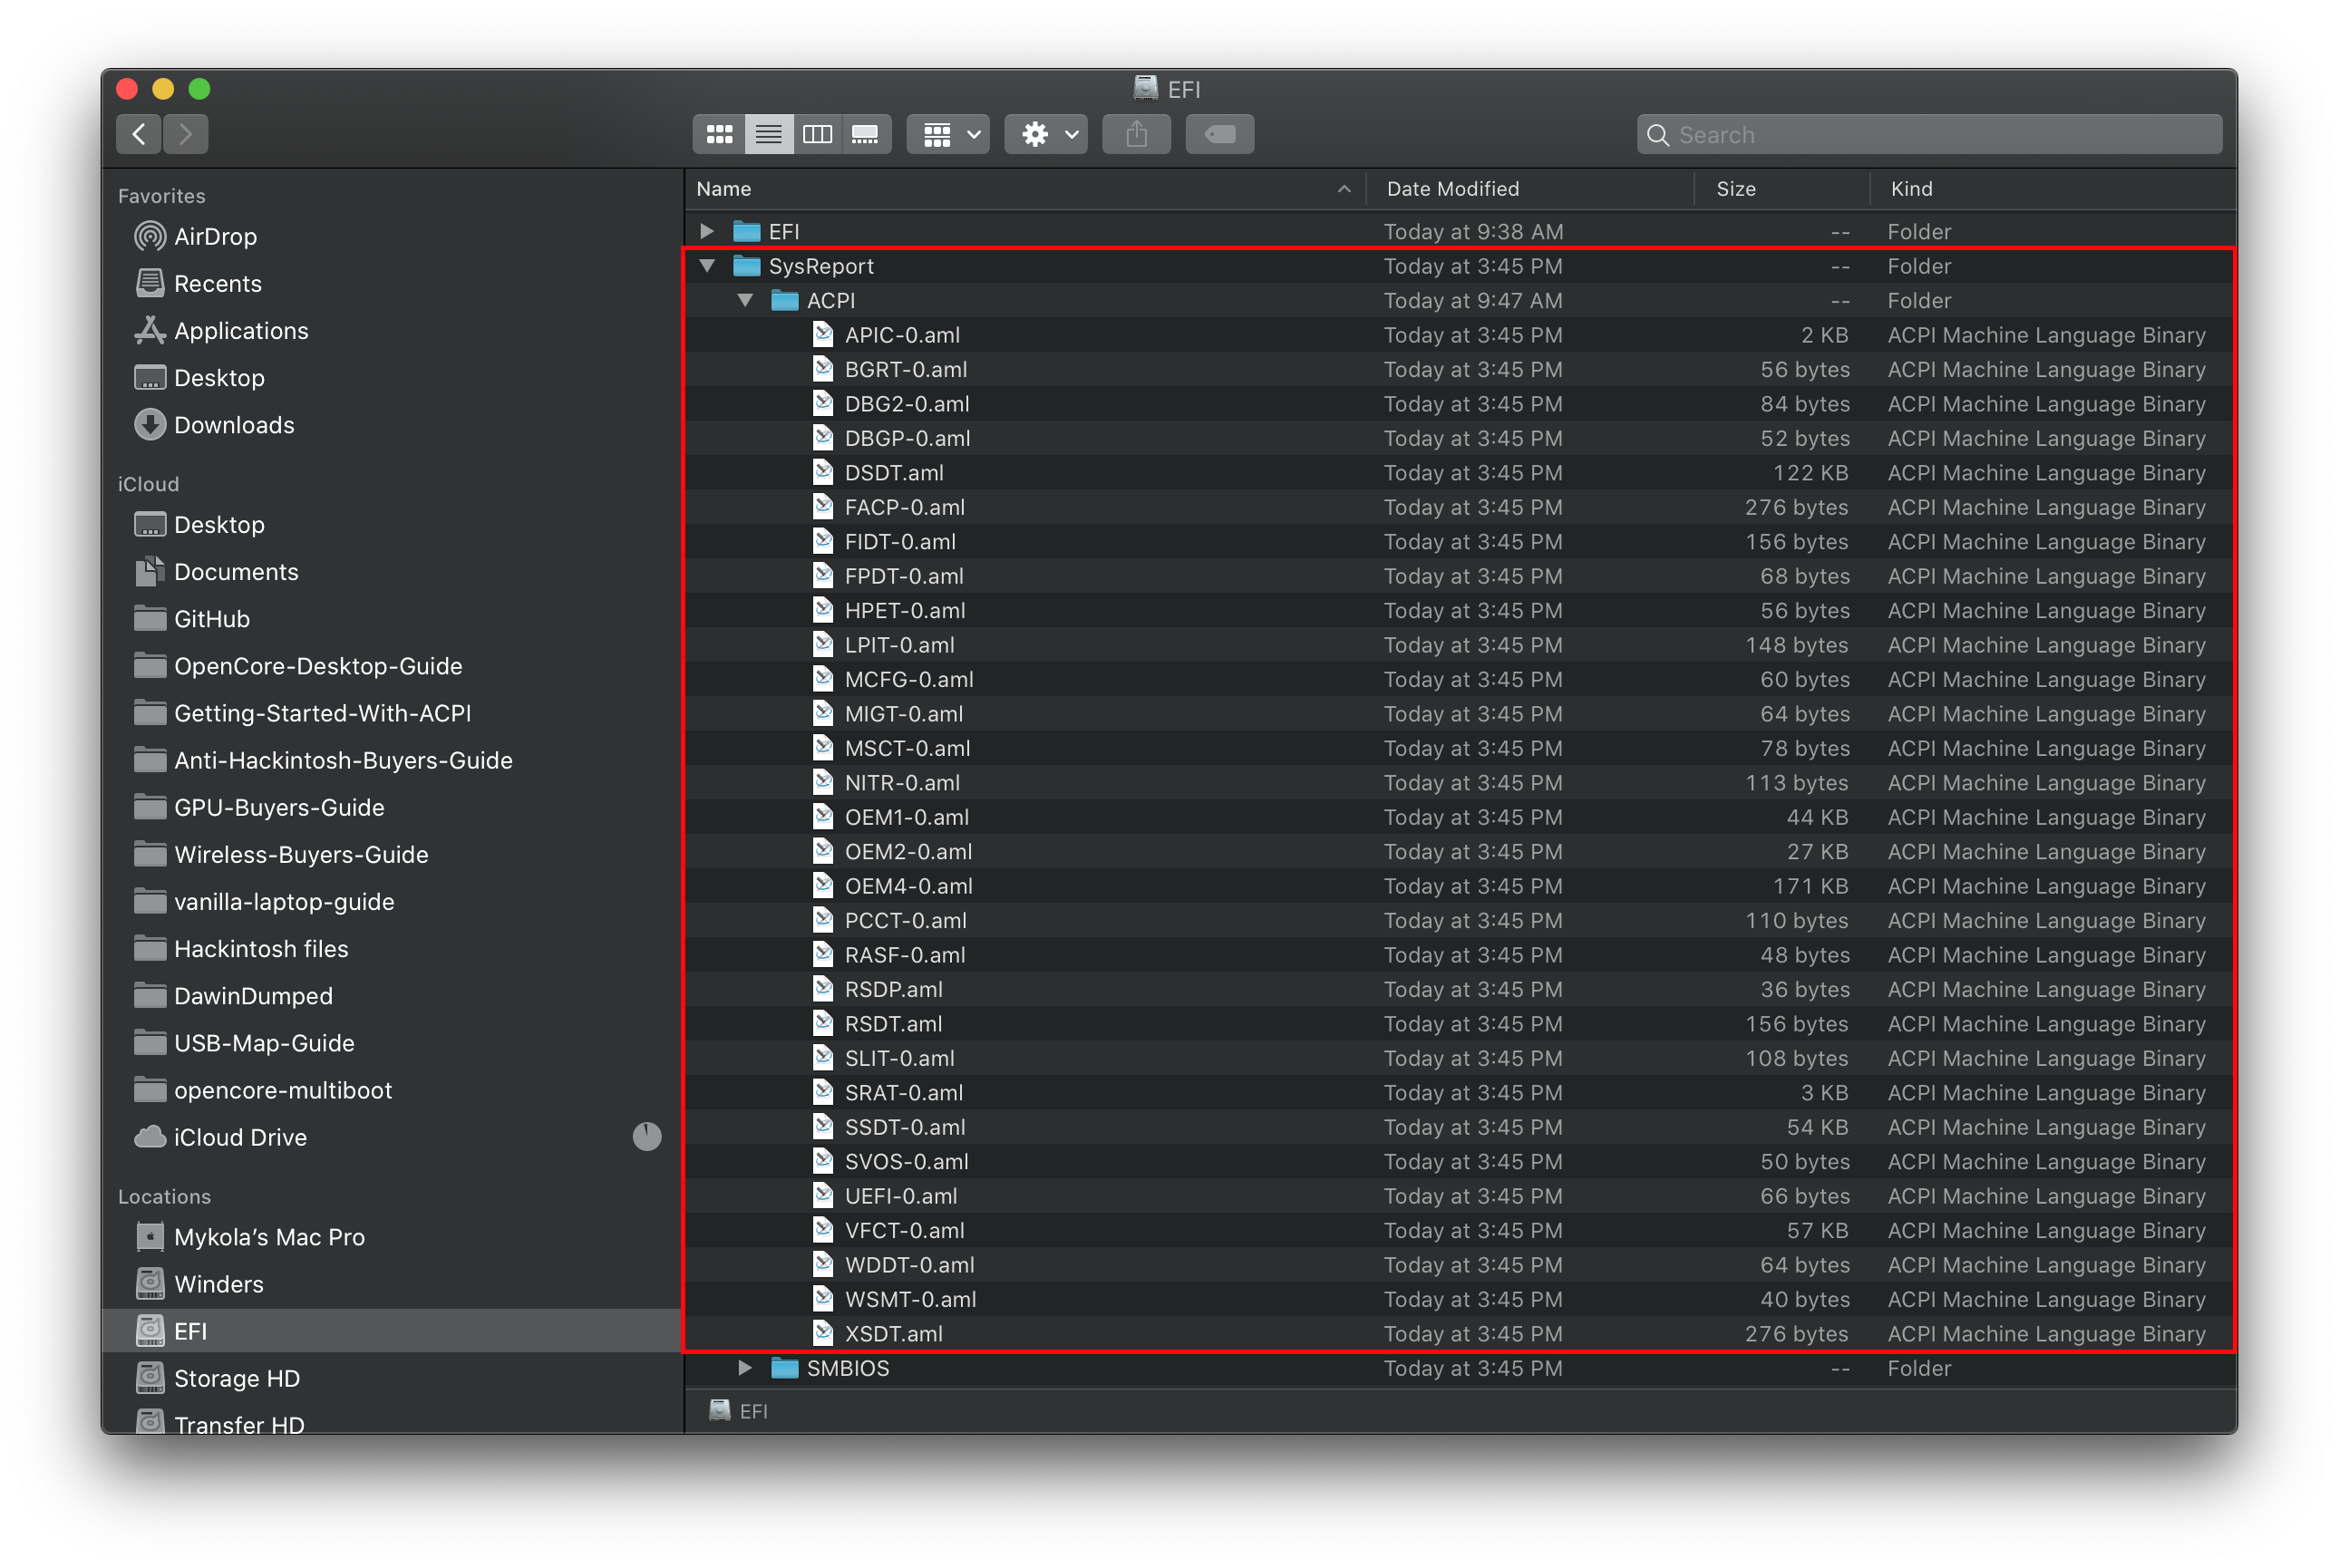 EFI
Search
Favorites
AirDrop
Recents
Applications
Desktop
Downloads
iCloud
Desktop
Documents
GitHub
OpenCore-Desktop-Guide
Getting-Started-With-ACPI
Anti-Hackintosh-Buyers-Guide
GPU-Buyers-Guide
Wireless-Buyers-Guide
vanilla-laptop-guide
Hackintosh files
DawinDumped
USB-Map-Guide
opencore-multiboot
iCloud Drive
Locations
Mykola's Mac Pro
Winders
EFI
Storage HD
Transfer HD
Name Date Modified Size Kind
EFI Today at 9:38 AM -- Folder
SysReport Today at 3:45 PM -- Folder
ACPI Today at 9:47 AM -- Folder
APIC-0.aml Today at 3:45 PM 2 KB ACPI Machine Language Binary
BGRT-0.aml Today at 3:45 PM 56 bytes ACPI Machine Language Binary
DBG2-0.aml Today at 3:45 PM 84 bytes ACPI Machine Language Binary
DBGP-0.aml Today at 3:45 PM 52 bytes ACPI Machine Language Binary
DSDT.aml Today at 3:45 PM 122 KB ACPI Machine Language Binary
FACP-0.aml Today at 3:45 PM 276 bytes ACPI Machine Language Binary
FIDT-0.aml Today at 3:45 PM 156 bytes ACPI Machine Language Binary
FPDT-0.aml Today at 3:45 PM 68 bytes ACPI Machine Language Binary
HPET-0.aml Today at 3:45 PM 56 bytes ACPI Machine Language Binary
LPIT-0.aml Today at 3:45 PM 148 bytes ACPI Machine Language Binary
MCFG-0.aml Today at 3:45 PM 60 bytes ACPI Machine Language Binary
MIGT-0.aml Today at 3:45 PM 64 bytes ACPI Machine Language Binary
MSCT-0.aml Today at 3:45 PM 78 bytes ACPI Machine Language Binary
NITR-0.aml Today at 3:45 PM 113 bytes ACPI Machine Language Binary
OEM1-0.aml Today at 3:45 PM 44 KB ACPI Machine Language Binary
OEM2-0.aml Today at 3:45 PM 27 KB ACPI Machine Language Binary
OEM4-0.aml Today at 3:45 PM 171 KB ACPI Machine Language Binary
PCCT-0.aml Today at 3:45 PM 110 bytes ACPI Machine Language Binary
RASF-0.aml Today at 3:45 PM 48 bytes ACPI Machine Language Binary
RSDP.aml Today at 3:45 PM 36 bytes ACPI Machine Language Binary
RSDT.aml Today at 3:45 PM 156 bytes ACPI Machine Language Binary
SLIT-0.aml Today at 3:45 PM 108 bytes ACPI Machine Language Binary
SRAT-0.aml Today at 3:45 PM 3 KB ACPI Machine Language Binary
SSDT-0.aml Today at 3:45 PM 54 KB ACPI Machine Language Binary
SVOS-0.aml Today at 3:45 PM 50 bytes ACPI Machine Language Binary
UEFI-0.aml Today at 3:45 PM 66 bytes ACPI Machine Language Binary
VFCT-0.aml Today at 3:45 PM 57 KB ACPI Machine Language Binary
WDDT-0.aml Today at 3:45 PM 64 bytes ACPI Machine Language Binary
WSMT-0.aml Today at 3:45 PM 40 bytes ACPI Machine Language Binary
XSDT.aml Today at 3:45 PM 276 bytes ACPI Machine Language Binary
SMBIOS Today at 3:45 PM -- Folder
EFI